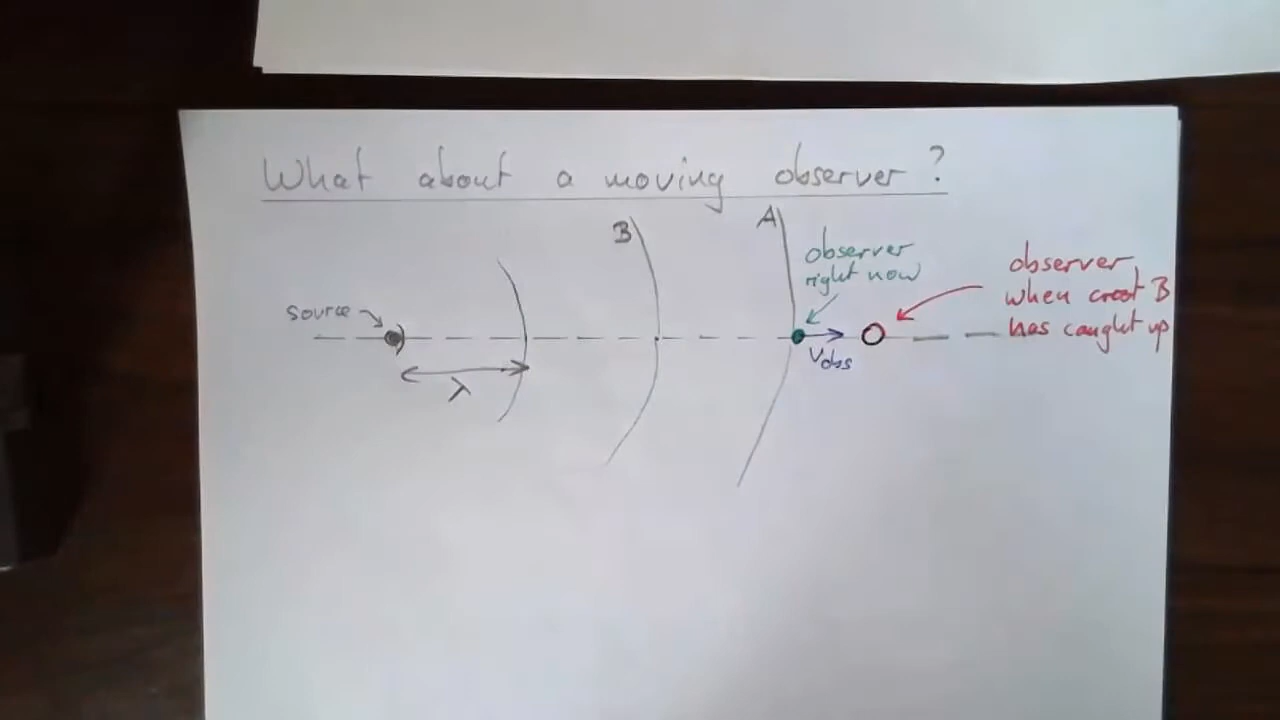 What about a moving observer?
B
A
observer
right now
observer
when crest B
has caught up
source
vobs
λ